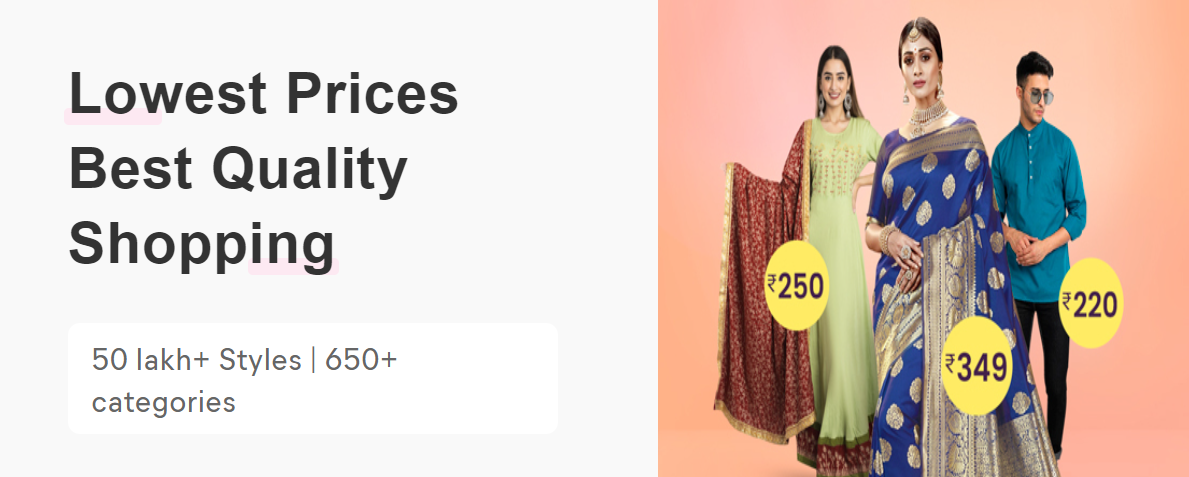 Lowest Prices
Best Quality
Shopping
50 lakh+ Styles | 650+
categories
₹250
₹349
₹220